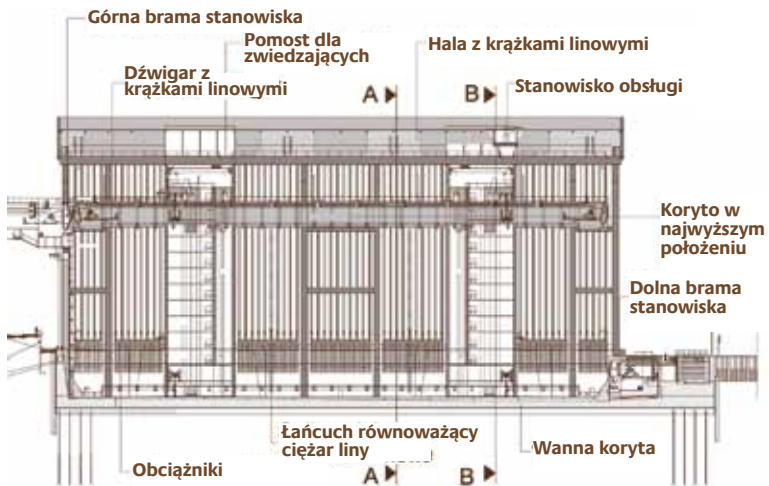 Górna brama stanowiska
Pomost dla
zwiedzających
Hala z krążkami linowymi
Dźwigar z
krążkami linowymi
Stanowisko obsługi
A
B
Koryto w
najwyższym
położeniu
Dolna brama
stanowiska
Łańcuch równoważący
ciężar liny
Wanna koryta
Obciążniki
A
B